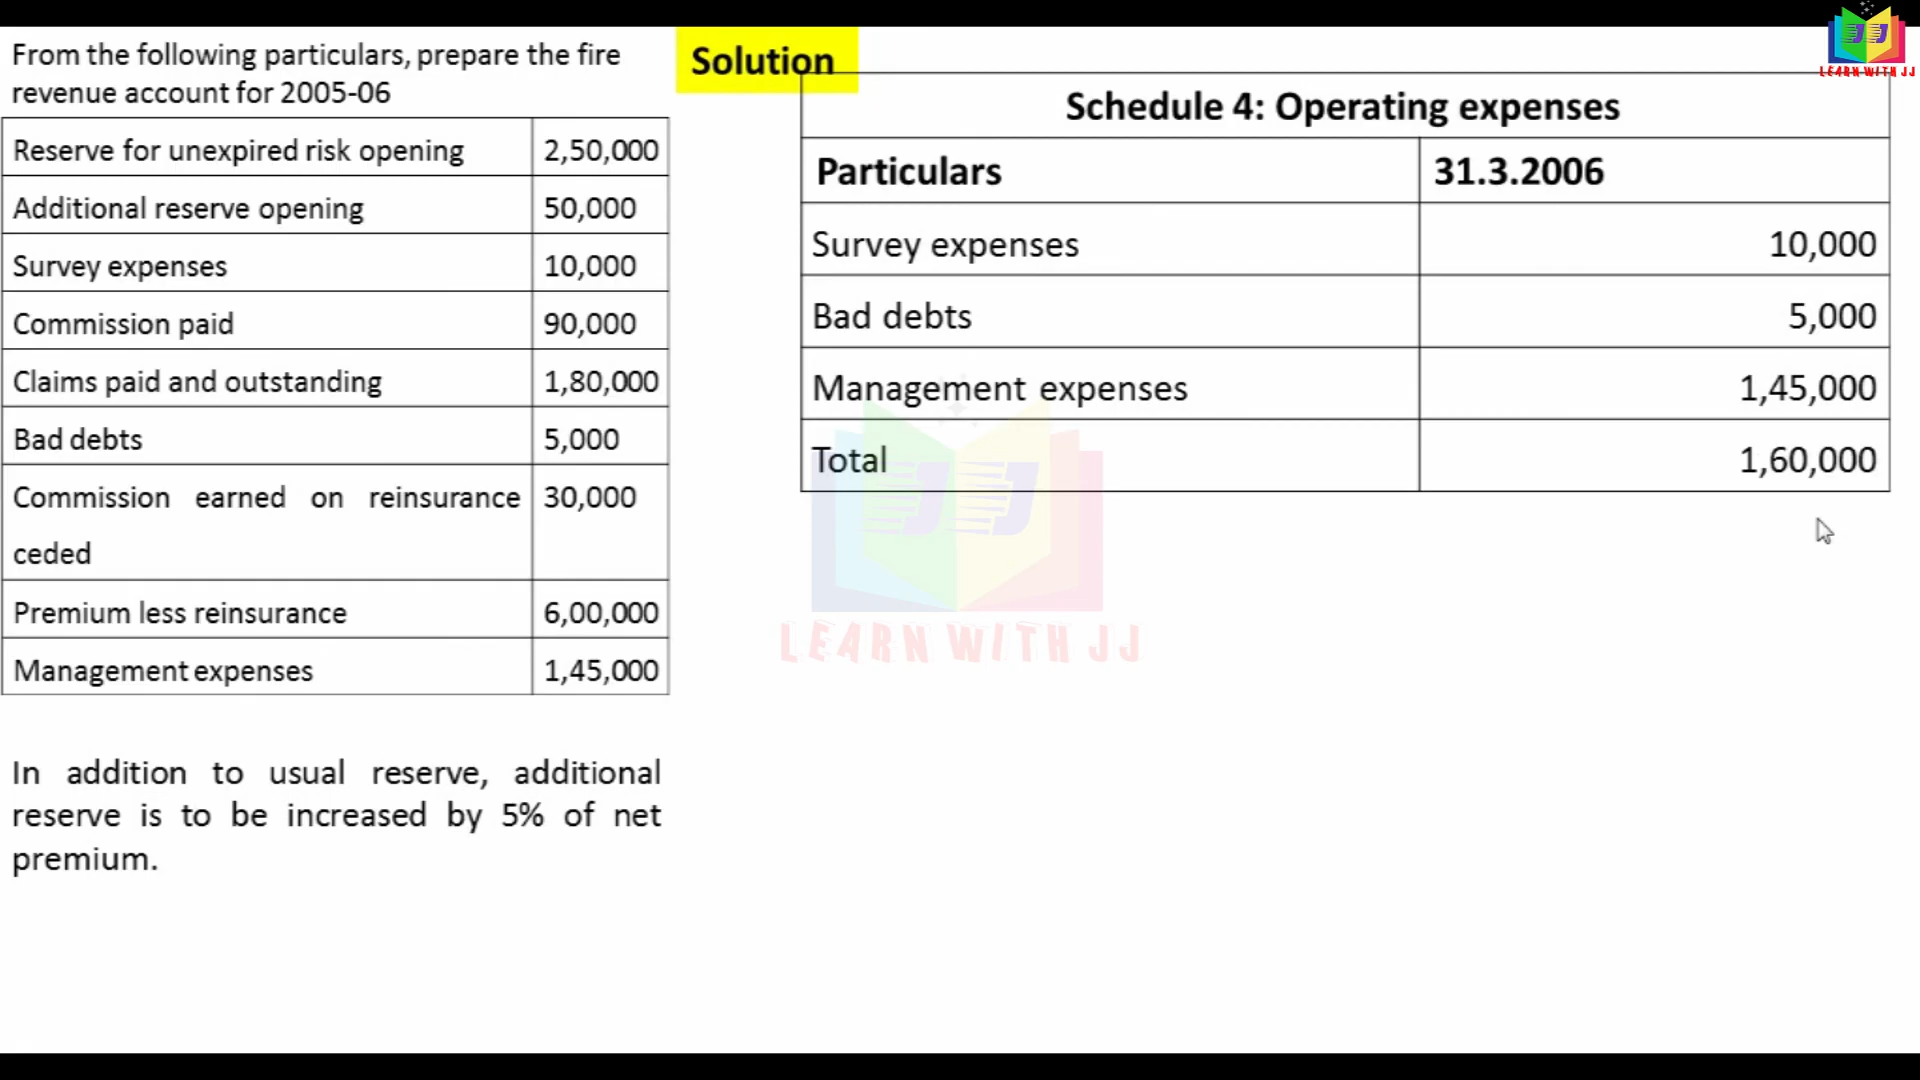 From the following particulars, prepare the fire
revenue account for 2005-06
Reserve for unexpired risk opening 2,50,000
Additional reserve opening 50,000
Survey expenses 10,000
Commission paid 90,000
Claims paid and outstanding 1,80,000
Bad debts 5,000
Commission earned on reinsurance 30,000
ceded
Premium less reinsurance 6,00,000
Management expenses 1,45,000
In addition to usual reserve, additional
reserve is to be increased by 5% of net
premium.
Solution
Schedule 4: Operating expenses
Particulars 31.3.2006
Survey expenses 10,000
Bad debts 5,000
Management expenses 1,45,000
Total 1,60,000
JJ
LEARN WITH JJ
JJ
LEARN WITH JJ